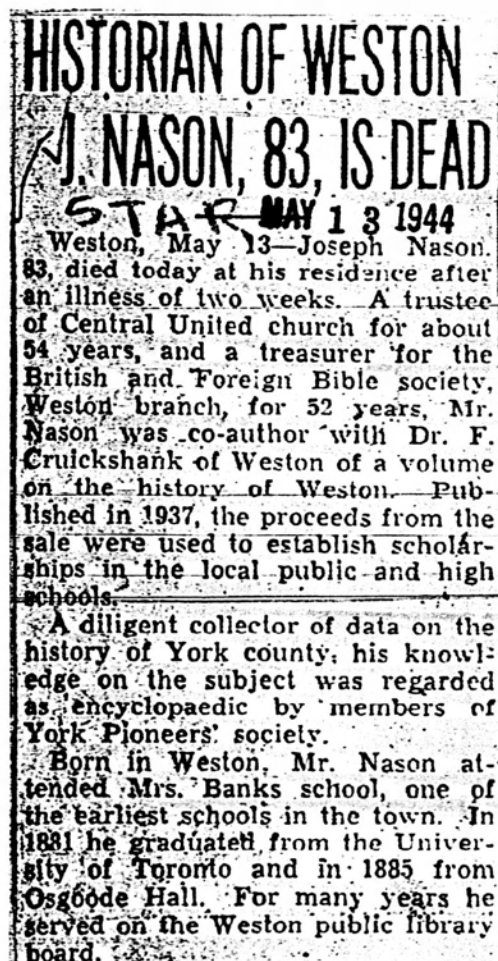 HISTORIAN OF WESTON
J. NASON, 83, IS DEAD
STAR MAY 13 1944
Weston, May 13—Joseph Nason,
83, died today at his residence after
an illness of two weeks. A trustee
of Central United church for about
54 years, and a treasurer for the
British and Foreign Bible society,
Weston branch, for 52 years, Mr.
Nason was co-author with Dr. F.
Cruickshank of Weston of a volume
on the history of Weston. Pub-
lished in 1937, the proceeds from the
sale were used to establish scholar-
ships in the local public and high
schools.
A diligent collector of data on the
history of York county, his knowl-
edge on the subject was regarded
as encyclopaedic by members of
York Pioneers' society.
Born in Weston, Mr. Nason at-
tended Mrs. Banks school, one of
the earliest schools in the town. In
1881 he graduated from the Univer-
sity of Toronto and in 1885 from
Osgoode Hall. For many years he
served on the Weston public library
board.